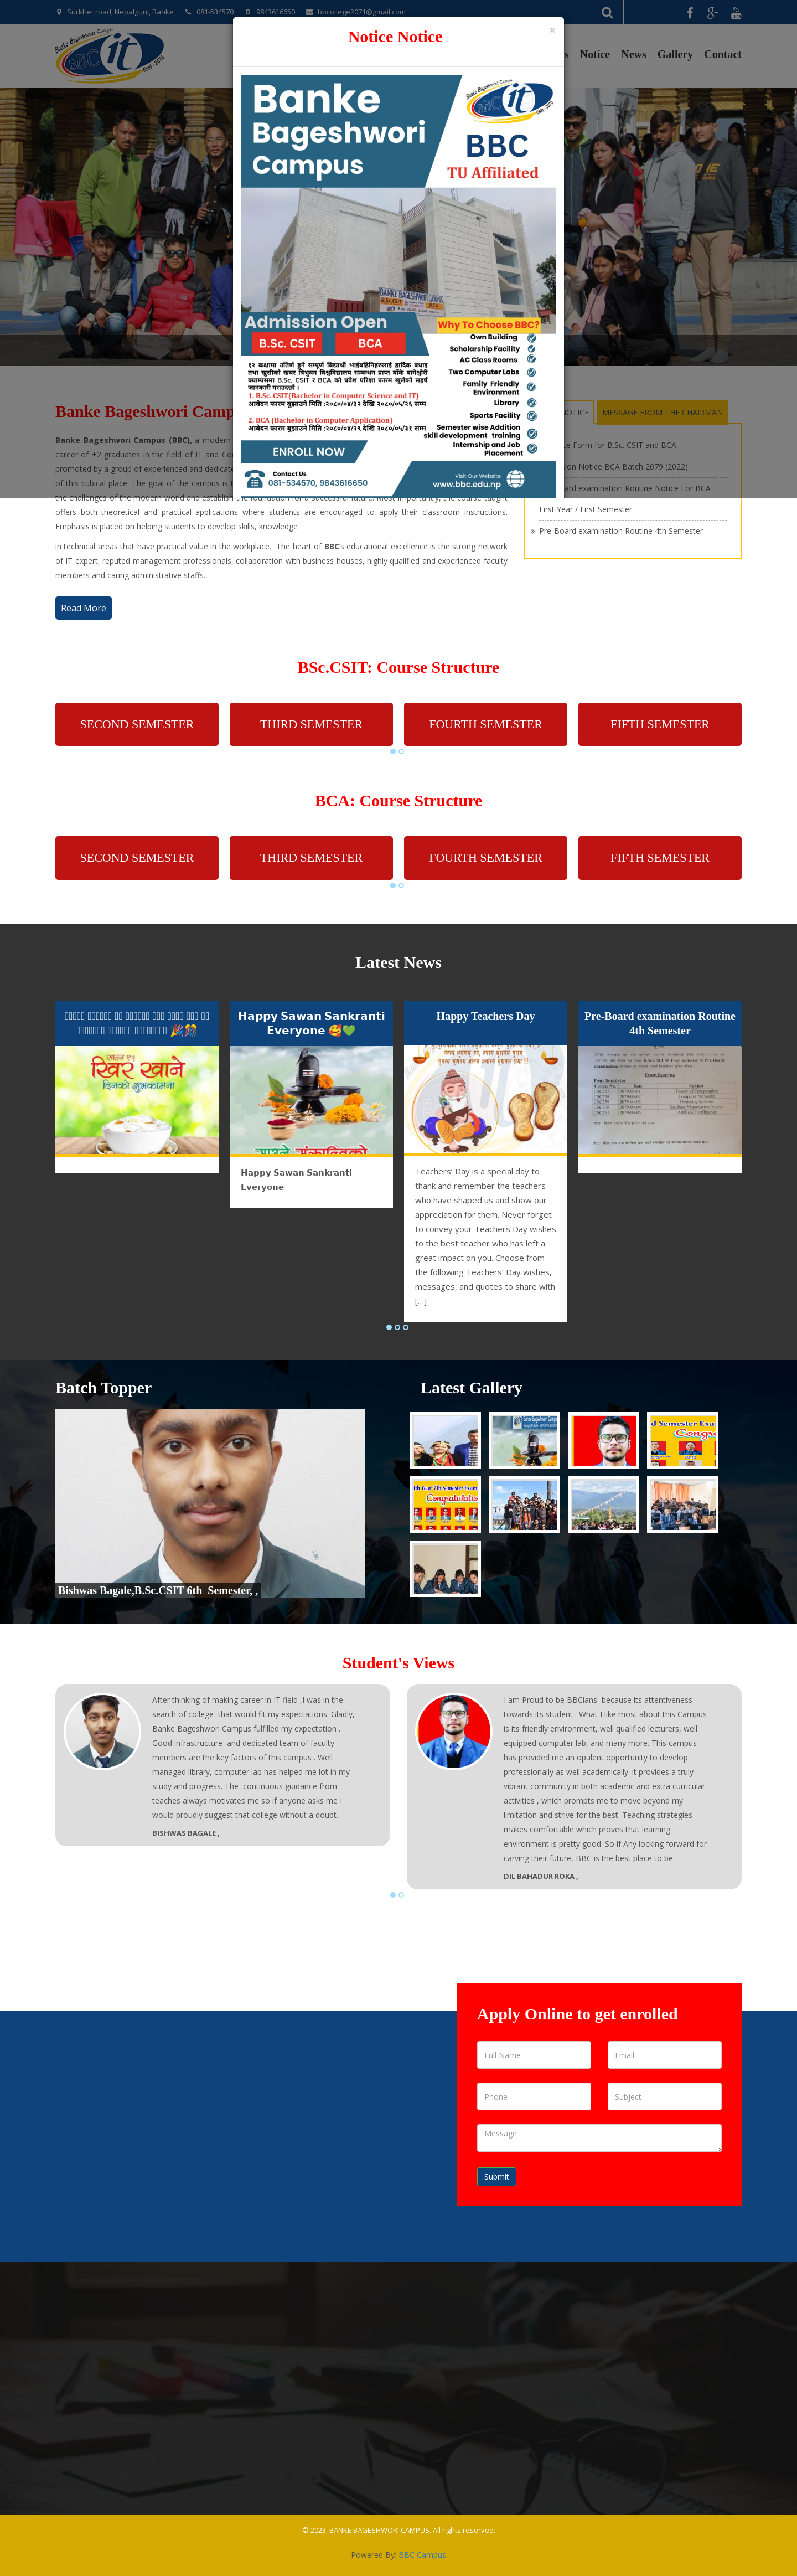 Surkhet road, Nepalgunj, Banke 081-534570 9843616650 bbcollege2071@gmail.com
Notice Notice
×
Notice News Gallery Contact
Banke
Bageshwori
Campus
BBC it
BBC
TU Affiliated
BANKE BAGESHWORI CAMPUS
Admission Open
B.Sc. CSIT BCA
Why To Choose BBC?
Own Building
Scholarship Facility
AC Class Rooms
Two Computer Labs
Family Friendly
Environment
Library
Sports Facility
Semester wise Addition
skill development training
Internship and Job
Placement
१२ कक्षामा उतिर्ण हुने सम्पूर्ण विद्यार्थी भाईबहिनिहरुलाई हार्दिक बधाइ
तथा सुखद खबर त्रिभुवन विश्वविद्यालय सम्बन्धन प्राप्त बाँके बागेश्वोरी
क्याम्पसमा B.Sc. CSIT र BCA को प्रवेश परिक्षा फारम खुलेको सहर्ष
जानकारी गराउदछौ !
1. B.Sc. CSIT(Bachelor in Computer Science and IT)
आबेदन फारम बुझाउने मिति :२०८०/०४/२२ देखि २०८०/०५/२६ सम्म
2. BCA (Bachelor in Computer Application)
आबेदन फारम बुझाउने मिति :२०८०/०४/३२ देखि २०८०/०५/२१ सम्म
ENROLL NOW
Contact Us
081-534570, 9843616650
Visit Our Website
www.bbc.edu.np
Banke Bageshwori Camp
NOTICE MESSAGE FROM THE CHAIRMAN
Banke Bageshwori Campus (BBC), a modern
career of +2 graduates in the field of IT and Co
promoted by a group of experienced and dedicate
of this cubical place. The goal of the campus is t
the challenges of the modern world and establish the foundation for a successful future. Most importantly, the course taught
offers both theoretical and practical applications where students are encouraged to apply their classroom instructions.
Emphasis is placed on helping students to develop skills, knowledge
ce Form for B.Sc. CSIT and BCA
ion Notice BCA Batch 2079 (2022)
ard examination Routine Notice For BCA
First Year / First Semester
» Pre-Board examination Routine 4th Semester
in technical areas that have practical value in the workplace. The heart of BBC's educational excellence is the strong network
of IT expert, reputed management professionals, collaboration with business houses, highly qualified and experienced faculty
members and caring administrative staffs.
Read More
BSc.CSIT: Course Structure
SECOND SEMESTER THIRD SEMESTER FOURTH SEMESTER FIFTH SEMESTER
BCA: Course Structure
SECOND SEMESTER THIRD SEMESTER FOURTH SEMESTER FIFTH SEMESTER
Latest News
Happy Sawan Sankranti
Everyone 🥰💚
Happy Teachers Day
Pre-Board examination Routine
4th Semester
खिर खाने
दिनको शुभकामना
Exam Routine
Happy Sawan Sankranti
Everyone
Teachers' Day is a special day to
thank and remember the teachers
who have shaped us and show our
appreciation for them. Never forget
to convey your Teachers Day wishes
to the best teacher who has left a
great impact on you. Choose from
the following Teachers' Day wishes,
messages, and quotes to share with
[…]
Batch Topper
Latest Gallery
Bishwas Bagale,B.Sc.CSIT 6th Semester, ,
Student's Views
After thinking of making career in IT field ,I was in the
search of college that would fit my expectations. Gladly,
Banke Bageshwori Campus fulfilled my expectation .
Good infrastructure and dedicated team of faculty
members are the key factors of this campus . Well
managed library, computer lab has helped me lot in my
study and progress. The continuous guidance from
teaches always motivates me so if anyone asks me I
would proudly suggest that college without a doubt.
BISHWAS BAGALE ,
I am Proud to be BBCians because its attentiveness
towards its student . What I like most about this Campus
is its friendly environment, well qualified lecturers, well
equipped computer lab, and many more. This campus
has provided me an opulent opportunity to develop
professionally as well academically. it provides a truly
vibrant community in both academic and extra curricular
activities , which prompts me to move beyond my
limitation and strive for the best. Teaching strategies
makes comfortable which proves that learning
environment is pretty good .So if Any locking forward for
carving their future, BBC is the best place to be.
DIL BAHADUR ROKA ,
Apply Online to get enrolled
Full Name Email
Phone Subject
Message
Submit
© 2023. BANKE BAGESHWORI CAMPUS. All rights reserved.
Powered By: BBC Campus